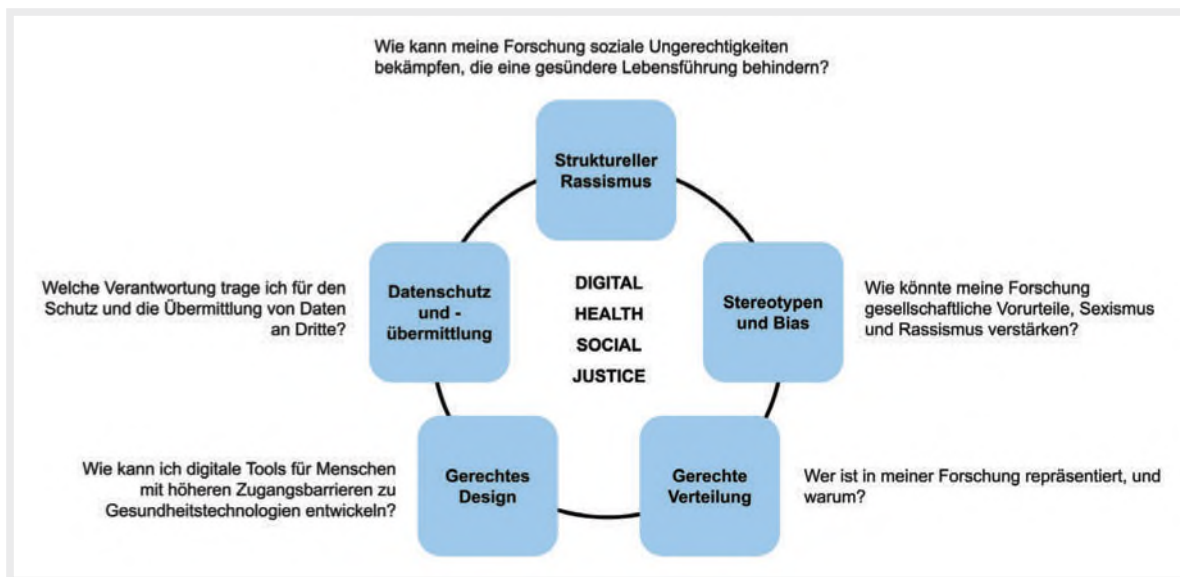 Wie kann meine Forschung soziale Ungerechtigkeiten
bekämpfen, die eine gesündere Lebensführung behindern?
Struktureller
Rassismus
Welche Verantwortung trage ich für den
Schutz und die Übermittlung von Daten
an Dritte?
Datenschutz
und -
übermittlung
DIGITAL
HEALTH
SOCIAL
JUSTICE
Stereotypen
und Bias
Wie könnte meine Forschung
gesellschaftliche Vorurteile, Sexismus
und Rassismus verstärken?
Wie kann ich digitale Tools für Menschen
mit höheren Zugangsbarrieren zu
Gesundheitstechnologien entwickeln?
Gerechtes
Design
Gerechte
Verteilung
Wer ist in meiner Forschung repräsentiert, und
warum?